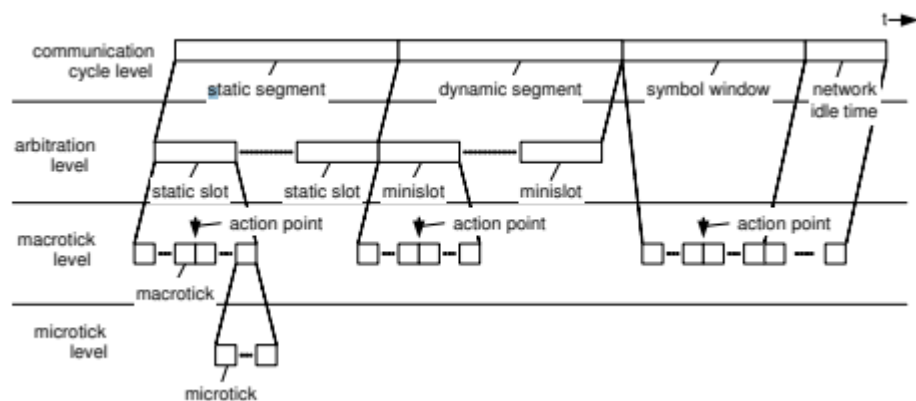 t
communication
cycle level
static segment
dynamic segment
symbol window
network
idle time
arbitration
level
static slot
static slot
minislot
minislot
action point
action point
action point
macrotick
level
macrotick
microtick
level
microtick